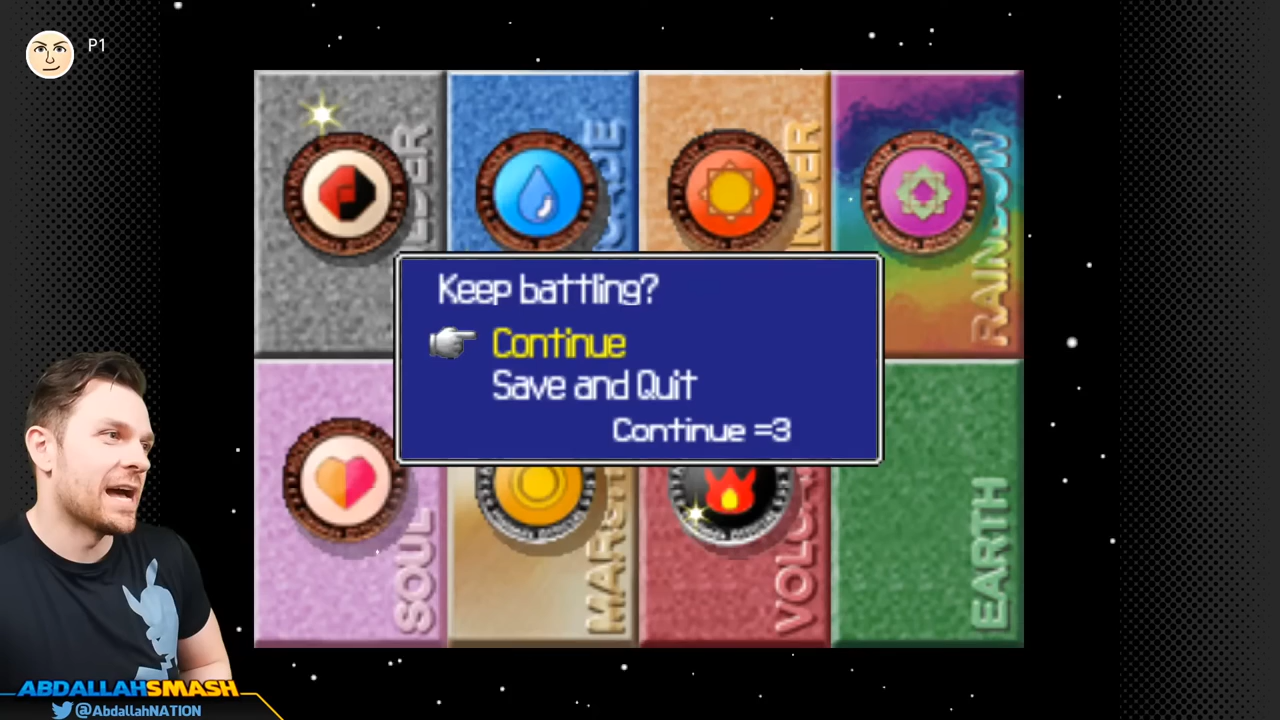 P1
RAINBOW
Keep battling?
Continue
Save and Quit
Continue =3
SOUL
EARTH
ABDALLAHSMASH
@AbdallahNATION